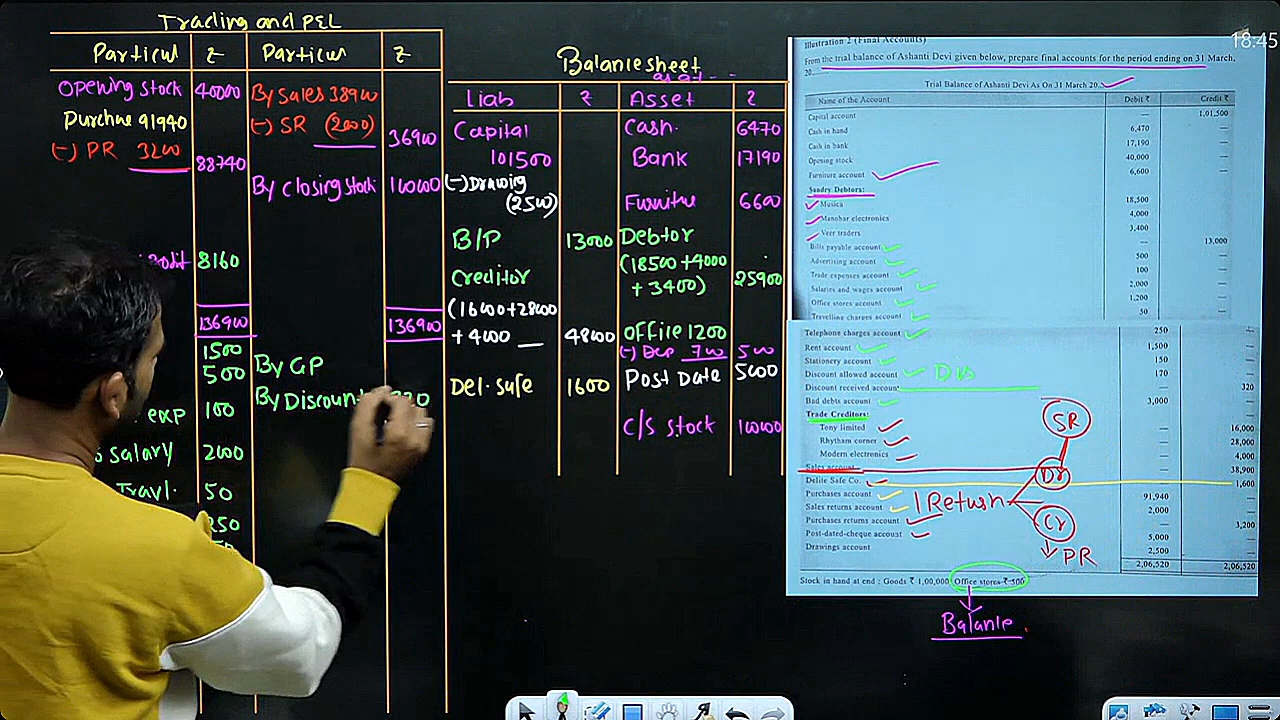 Trading and P&L
Particul ₹ Particur ₹
Opening stock 40000
Purchase 91940
(-) PR 3200
88740
8160
136900
1500
500
exp 100
salary 2000
Travl. 50
250
By Sales 38900
(-) SR (2000)
36900
By closing stock 100000
136900
By GP
By Discount
Balance sheet
as at - - -
Liab ₹ Asset ₹
Capital
101500
(-) Drawing
(2500)
B/P 13000
Creditor
(16000+28000
+ 4000 48000
Del. safe 1600
Cash. 6470
Bank 17190
Furnitue 6600
Debtor
(18500 +4000
+ 3400) 25900
office 1200
(-) DEP 700 500
Post Date 5000
C/S stock 100000
18:45
Illustration 2 (Final Accounts)
From the trial balance of Ashanti Devi given below, prepare final accounts for the period ending on 31 March,
20......
Trial Balance of Ashanti Devi As On 31 March 20..
Name of the Account Debit ₹ Credit ₹
Capital account — 1,01,500
Cash in hand 6,470 —
Cash in bank 17,190 —
Opening stock 40,000 —
Furniture account 6,600 —
Sundry Debtors:
Musica 18,500
Manohar electronics 4,000
Veer traders 3,400
Bills payable account — 13,000
Advertising account 500
Trade expenses account 100
Salaries and wages account 2,000
Office stores account 1,200
Travelling charges account 50
Telephone charges account 250 —
Rent account 1,500 —
Stationery account 150 —
Discount allowed account 170 —
Discount received account — 320
Bad debts account 3,000 —
Trade Creditors:
Tony limited — 16,000
Rhytham corner — 28,000
Modern electronics — 4,000
Sales account — 38,900
Delite Safe Co. — 1,600
Purchases account 91,940 —
Sales returns account 2,000 —
Purchases returns account — 3,200
Post-dated-cheque account 5,000 —
Drawings account 2,500 —
2,06,520 2,06,520
Stock in hand at end : Goods ₹ 1,00,000 Office stores ₹ 500
SR
Dr
Return
Cr
PR
Balance